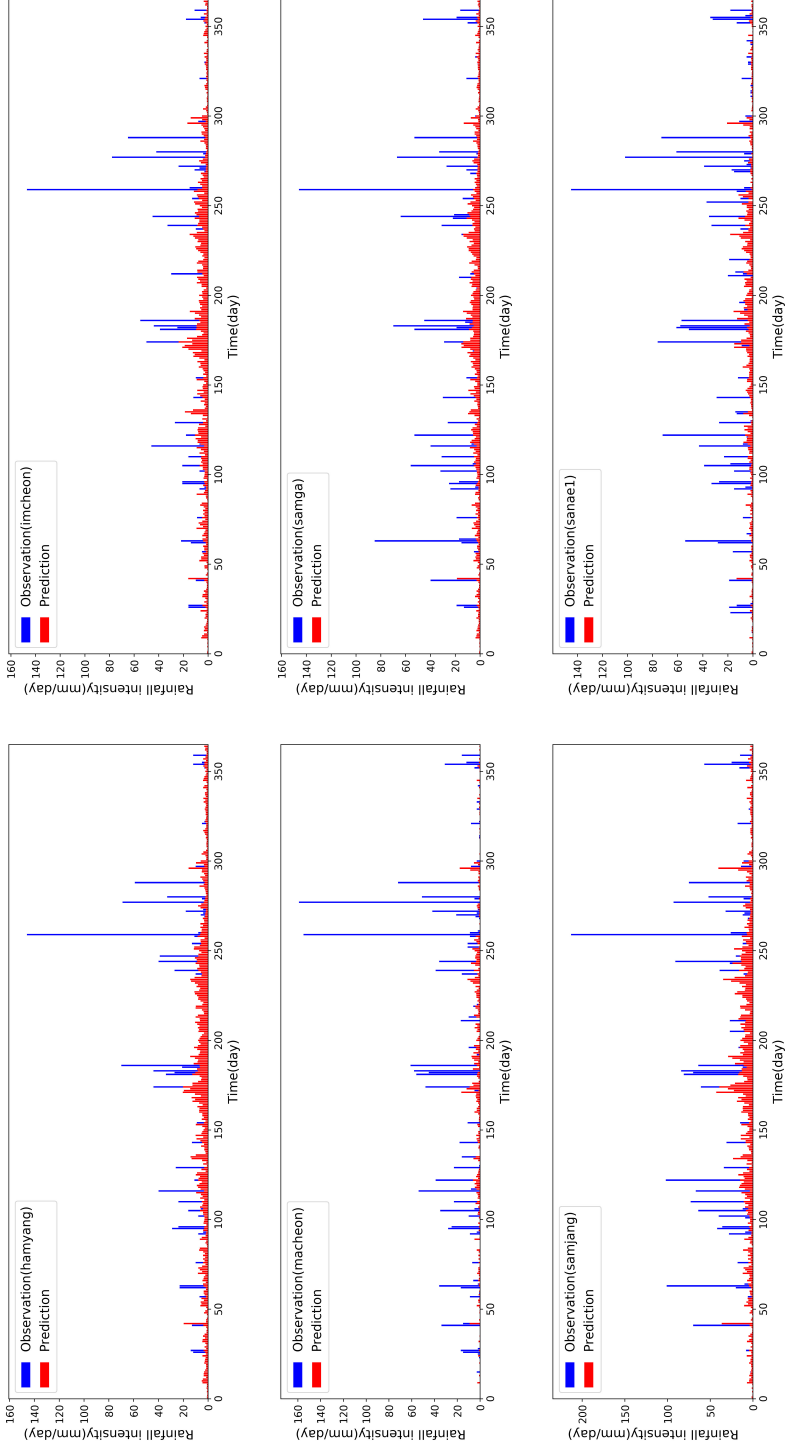 Rainfall intensity(mm/day)
160
140
120
100
80
60
40
20
0
Observation(hamyang)
Prediction
0 50 100 150 200 250 300 350
Time(day)
Rainfall intensity(mm/day)
160
140
120
100
80
60
40
20
0
Observation(imcheon)
Prediction
0 50 100 150 200 250 300 350
Time(day)
Rainfall intensity(mm/day)
160
140
120
100
80
60
40
20
0
Observation(macheon)
Prediction
0 50 100 150 200 250 300 350
Time(day)
Rainfall intensity(mm/day)
160
140
120
100
80
60
40
20
0
Observation(samga)
Prediction
0 50 100 150 200 250 300 350
Time(day)
Rainfall intensity(mm/day)
200
150
100
50
0
Observation(samjang)
Prediction
0 50 100 150 200 250 300 350
Time(day)
Rainfall intensity(mm/day)
140
120
100
80
60
40
20
0
Observation(sanae1)
Prediction
0 50 100 150 200 250 300 350
Time(day)